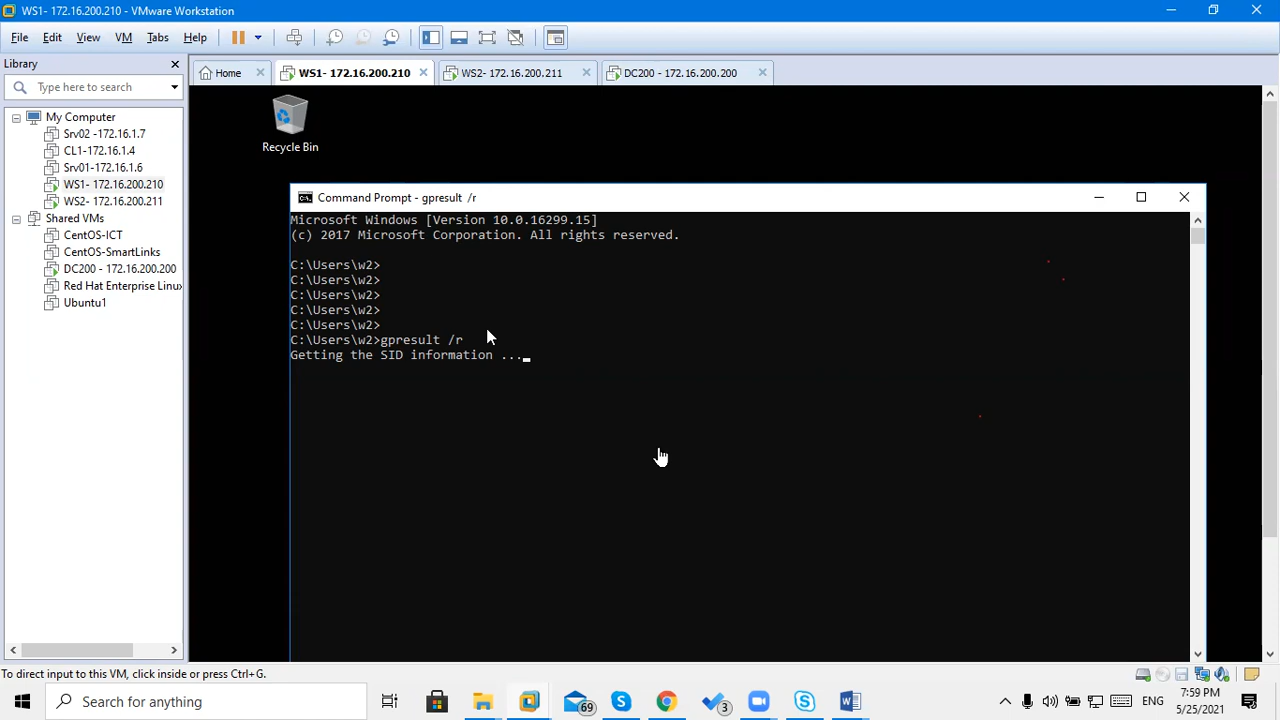 WS1- 172.16.200.210 - VMware Workstation
File Edit View VM Tabs Help
Library
Type here to search
My Computer
Srv02 -172.16.1.7
CL1-172.16.1.4
Srv01-172.16.1.6
WS1- 172.16.200.210
WS2- 172.16.200.211
Shared VMs
CentOS-ICT
CentOS-SmartLinks
DC200 - 172.16.200.200
Red Hat Enterprise Linux
Ubuntu1
Home WS1- 172.16.200.210 WS2- 172.16.200.211 DC200 - 172.16.200.200
Recycle Bin
Command Prompt - gpresult /r
Microsoft Windows [Version 10.0.16299.15]
(c) 2017 Microsoft Corporation. All rights reserved.
C:\Users\w2>
C:\Users\w2>
C:\Users\w2>
C:\Users\w2>
C:\Users\w2>
C:\Users\w2>gpresult /r
Getting the SID information ..._
To direct input to this VM, click inside or press Ctrl+G.
Search for anything
69
3
ENG
7:59 PM
5/25/2021